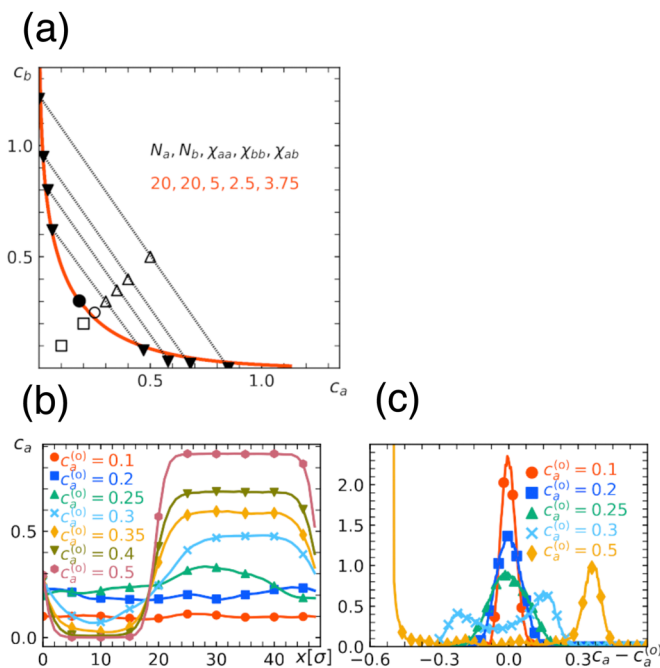 (a)
c_b
1.0
0.5
N_a, N_b, χ_aa, χ_bb, χ_ab
20, 20, 5, 2.5, 3.75
0.5
1.0
c_a
(b)
c_a
0.5
0.0
c_a^(o) = 0.1
c_a^(o) = 0.2
c_a^(o) = 0.25
c_a^(o) = 0.3
c_a^(o) = 0.35
c_a^(o) = 0.4
c_a^(o) = 0.5
0
10
20
30
40
x[σ]
(c)
2.0
1.5
1.0
0.5
0.0
c_a^(o) = 0.1
c_a^(o) = 0.2
c_a^(o) = 0.25
c_a^(o) = 0.3
c_a^(o) = 0.5
−0.6
−0.3
0.0
0.3
c_a − c_a^(o)